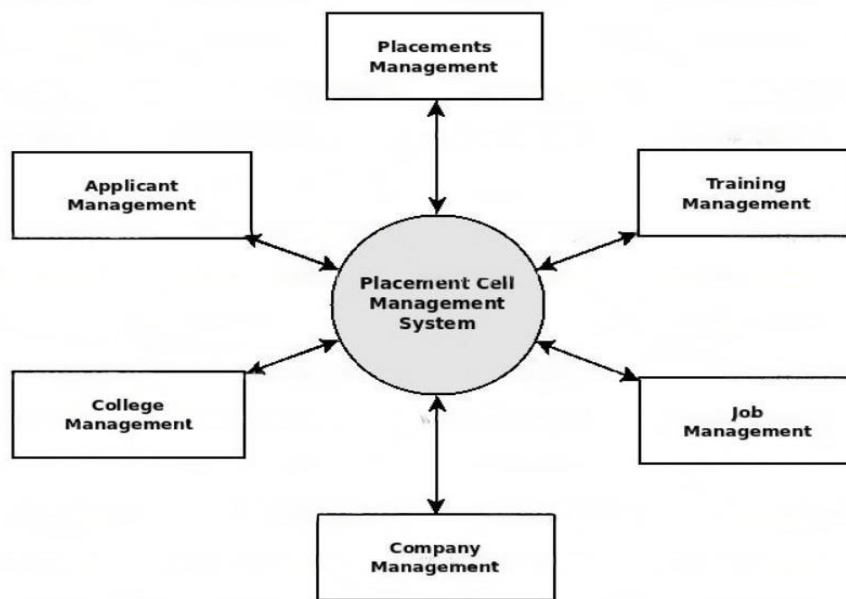 Placements
Management
Applicant
Management
Training
Management
Placement Cell
Management
System
College
Management
Job
Management
Company
Management